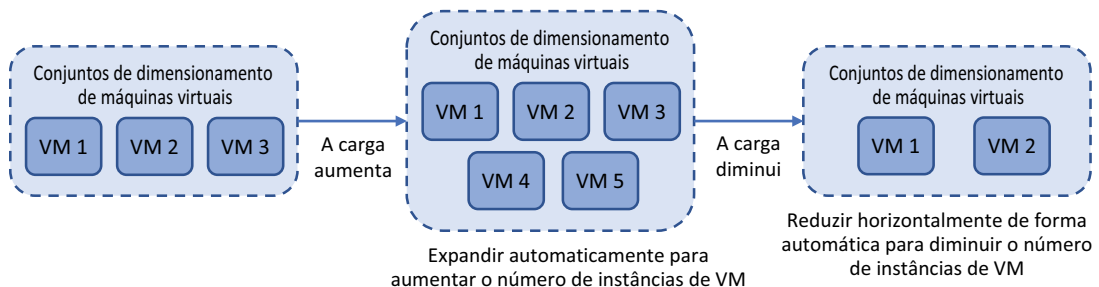 Conjuntos de dimensionamento
de máquinas virtuais
VM 1
VM 2
VM 3
A carga
aumenta
Conjuntos de dimensionamento
de máquinas virtuais
VM 1
VM 2
VM 3
VM 4
VM 5
Expandir automaticamente para
aumentar o número de instâncias de VM
A carga
diminui
Conjuntos de dimensionamento
de máquinas virtuais
VM 1
VM 2
Reduzir horizontalmente de forma
automática para diminuir o número
de instâncias de VM